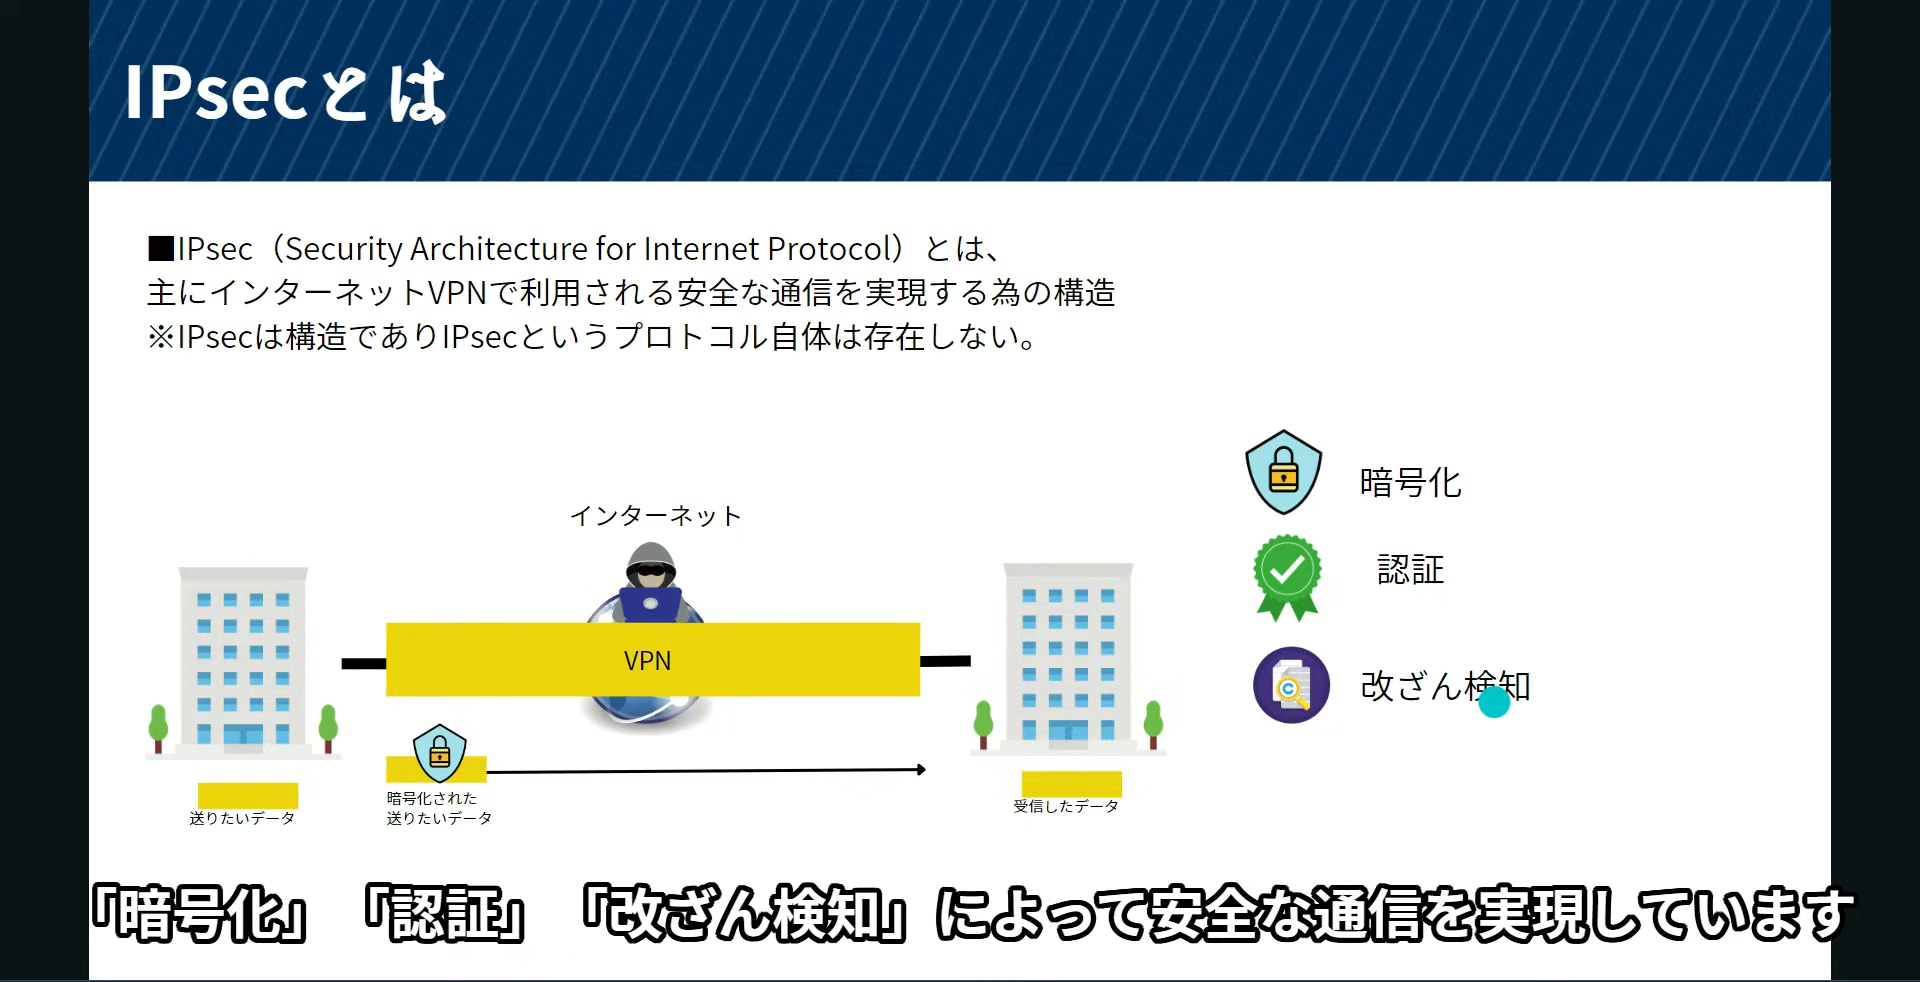 IPsecとは
■IPsec（Security Architecture for Internet Protocol）とは、
主にインターネットVPNで利用される安全な通信を実現する為の構造
※IPsecは構造でありIPsecというプロトコル自体は存在しない。
暗号化
認証
改ざん検知
インターネット
VPN
暗号化された
送りたいデータ
送りたいデータ
受信したデータ
「暗号化」「認証」「改ざん検知」によって安全な通信を実現しています